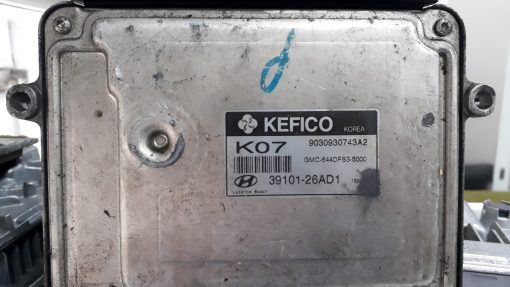 KEFICO KOREA
K07 9030930743A2
GMC-644DFS3-5000
39101-26AD1